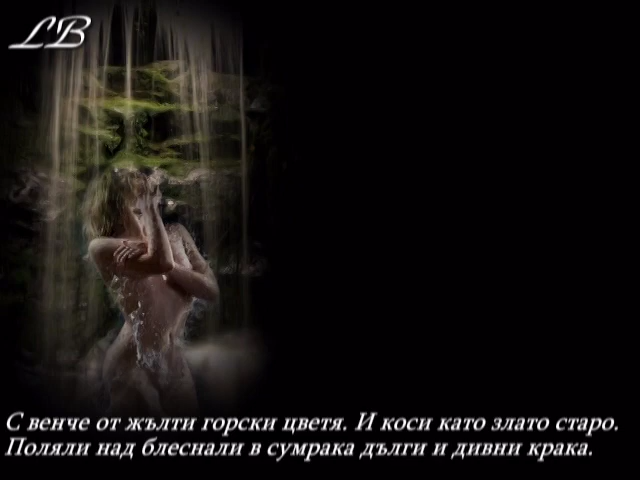 LB
С венче от жълти горски цветя. И коси като злато старо.
Поляли над блеснали в сумрака дълги и дивни крака.